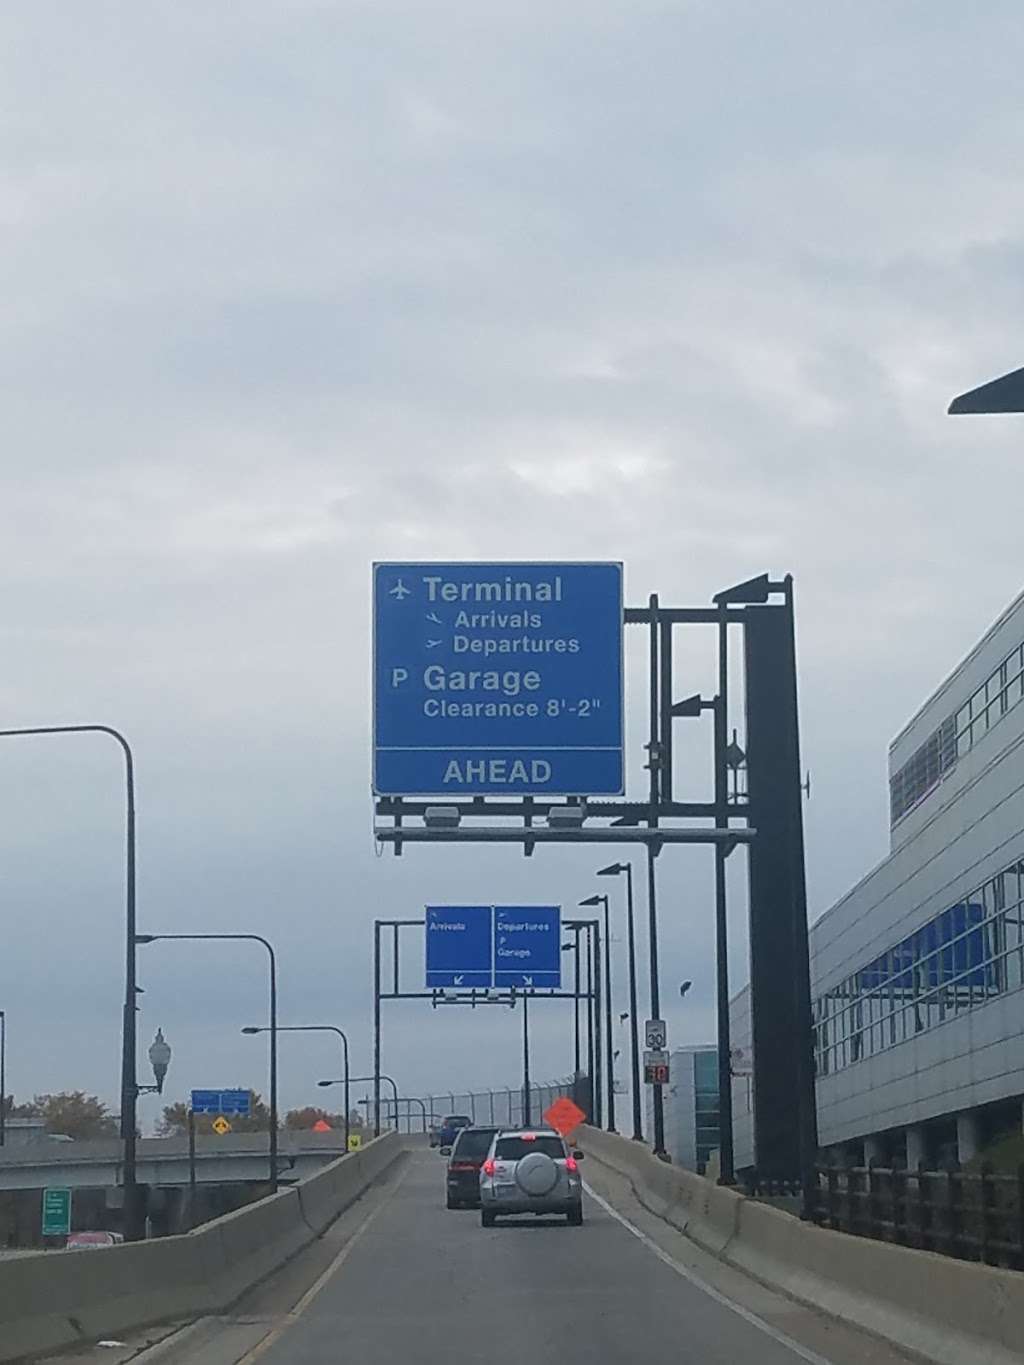 Terminal
Arrivals
Departures
P Garage
Clearance 8'-2"
AHEAD
Arrivals
Departures
P
Garage
30